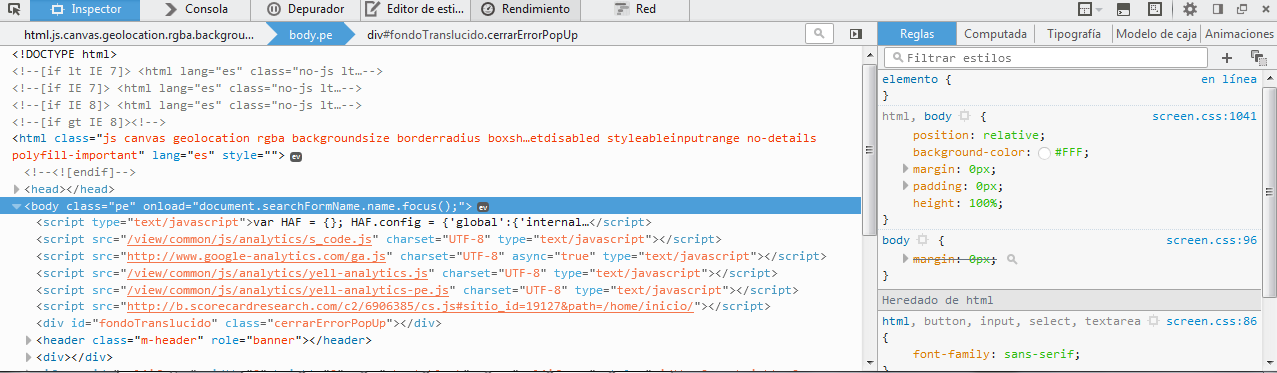 Inspector Consola Depurador Editor de esti... Rendimiento Red
html.js.canvas.geolocation.rgba.backgrou... body.pe div#fondoTranslucido.cerrarErrorPopUp
<!DOCTYPE html>
<!--[if lt IE 7]> <html lang="es" class="no-js lt…-->
<!--[if IE 7]> <html lang="es" class="no-js lt…-->
<!--[if IE 8]> <html lang="es" class="no-js lt…-->
<!--[if gt IE 8]><!-->
<html class="js canvas geolocation rgba backgroundsize borderradius boxsh…etdisabled styleableinputrange no-details
polyfill-important" lang="es" style=""> ev
<!--<![endif]-->
<head></head>
<body class="pe" onload="document.searchFormName.name.focus();"> ev
<script type="text/javascript">var HAF = {}; HAF.config = {'global':{'internal…</script>
<script src="/view/common/js/analytics/s_code.js" charset="UTF-8" type="text/javascript"></script>
<script src="http://www.google-analytics.com/ga.js" charset="UTF-8" async="true" type="text/javascript"></script>
<script src="/view/common/js/analytics/yell-analytics.js" charset="UTF-8" type="text/javascript"></script>
<script src="/view/common/js/analytics/yell-analytics-pe.js" charset="UTF-8" type="text/javascript"></script>
<script src="http://b.scorecardresearch.com/c2/6906385/cs.js#sitio_id=19127&path=/home/inicio/"></script>
<div id="fondoTranslucido" class="cerrarErrorPopUp"></div>
<header class="m-header" role="banner"></header>
<div></div>
Reglas Computada Tipografía Modelo de caja Animaciones
Filtrar estilos
elemento { en línea
}
html, body { screen.css:1041
position: relative;
background-color: #FFF;
margin: 0px;
padding: 0px;
height: 100%;
}
body { screen.css:96
margin: 0px;
}
Heredado de html
html, button, input, select, textarea screen.css:86
{
font-family: sans-serif;